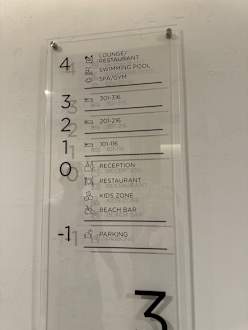 4 LOUNGE/
RESTAURANT
SWIMMING POOL
SPA/GYM
3 301-316
2 201-216
1 101-116
0 RECEPTION
RESTAURANT
KIDS ZONE
BEACH BAR
-1 PARKING
3